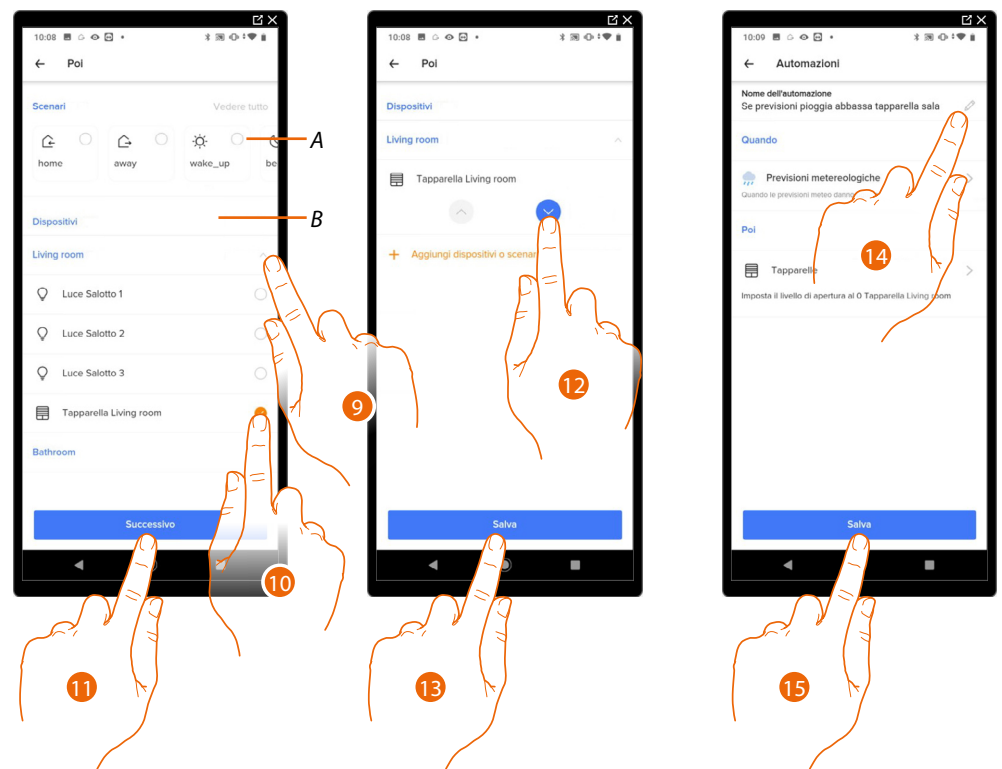 10:08
Poi
Scenari
Vedere tutto
home
away
wake_up
be
A
B
Dispositivi
Living room
Luce Salotto 1
Luce Salotto 2
Luce Salotto 3
Tapparella Living room
Bathroom
Successivo
9
10
11
10:08
Poi
Dispositivi
Living room
Tapparella Living room
+ Aggiungi dispositivi o scenar
Salva
12
13
10:09
Automazioni
Nome dell'automazione
Se previsioni pioggia abbassa tapparella sala
Quando
Previsioni metereologiche
Quando le previsioni meteo danno
Poi
Tapparelle
Imposta il livello di apertura al 0 Tapparella Living room
Salva
14
15